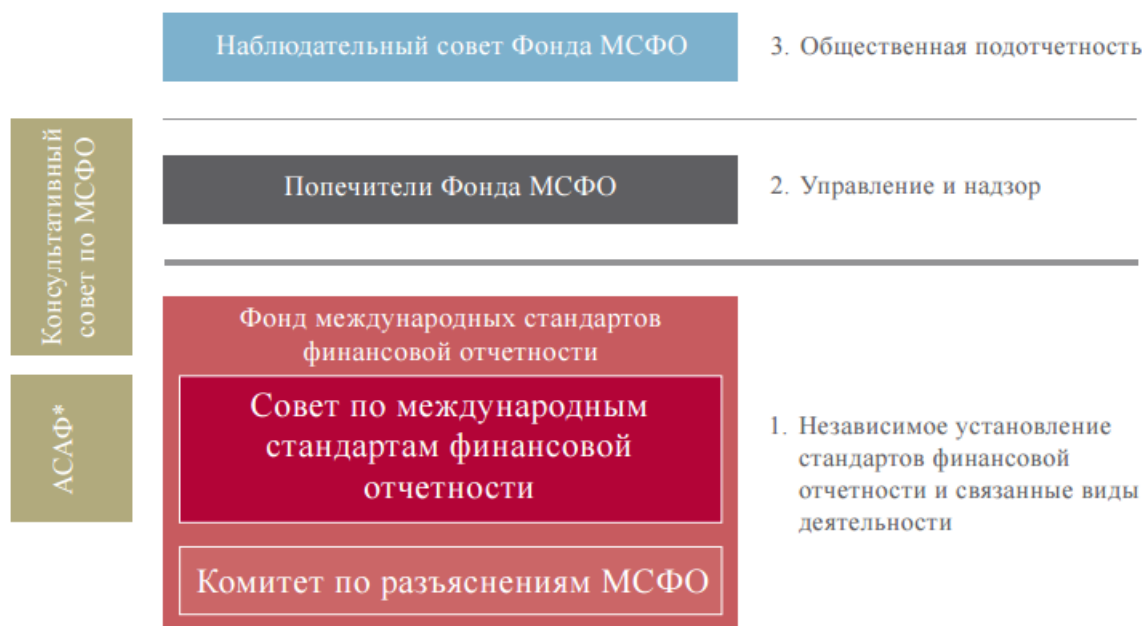 Наблюдательный совет Фонда МСФО
3. Общественная подотчетность
Консультативный
совет по МСФО
Попечители Фонда МСФО
2. Управление и надзор
Фонд международных стандартов
финансовой отчетности
АСАФ*
Совет по международным
стандартам финансовой
отчетности
1. Независимое установление
стандартов финансовой
отчетности и связанные виды
деятельности
Комитет по разъяснениям МСФО